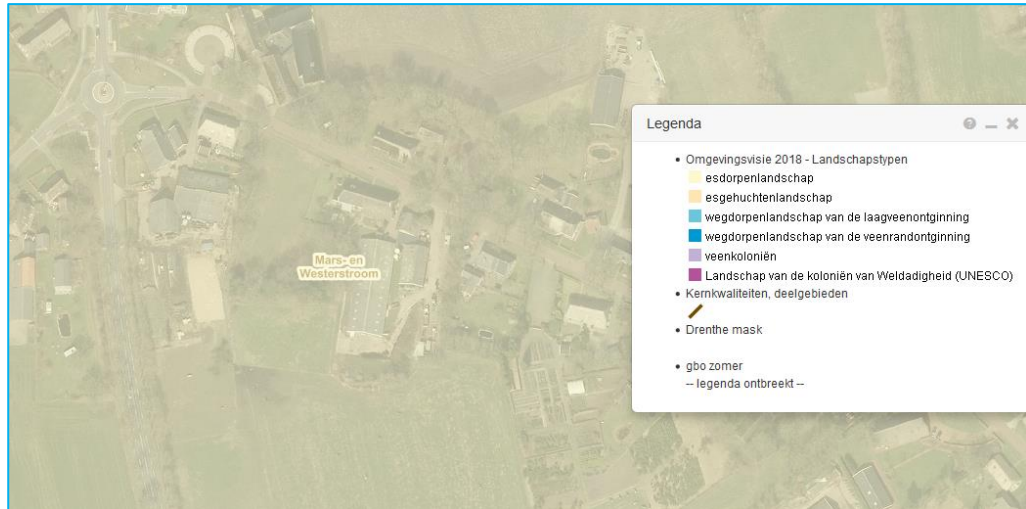 Mars- en
Westerstroom
Legenda
Omgevingsvisie 2018 - Landschapstypen
esdorpenlandschap
esgehuchtenlandschap
wegdorpenlandschap van de laagveenontginning
wegdorpenlandschap van de veenrandontginning
veenkoloniën
Landschap van de koloniën van Weldadigheid (UNESCO)
Kernkwaliteiten, deelgebieden
Drenthe mask
gbo zomer
-- legenda ontbreekt --